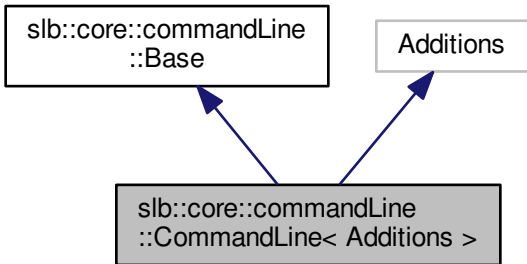 slb::core::commandLine
::Base
Additions
slb::core::commandLine
::CommandLine< Additions >